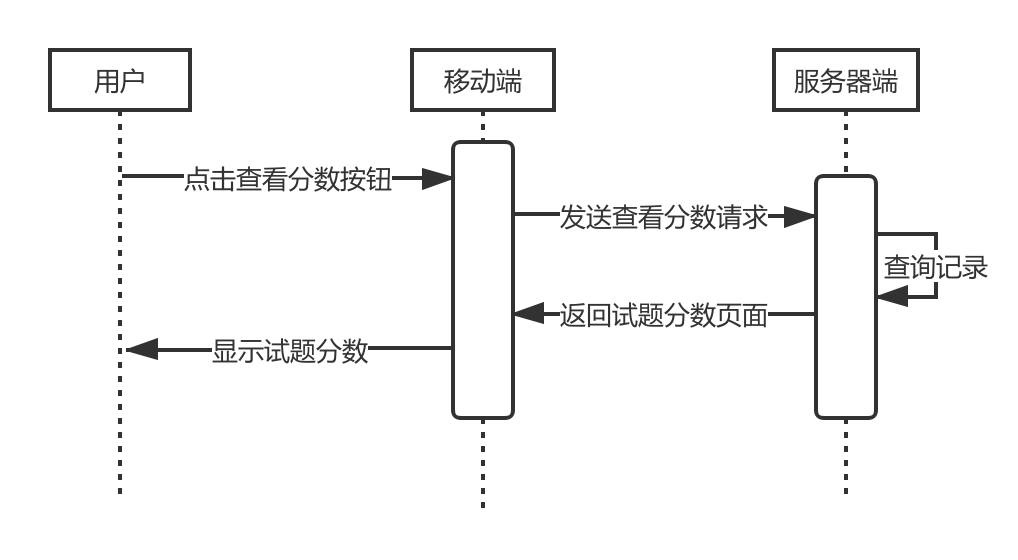 用户
移动端
服务器端
点击查看分数按钮
发送查看分数请求
查询记录
返回试题分数页面
显示试题分数